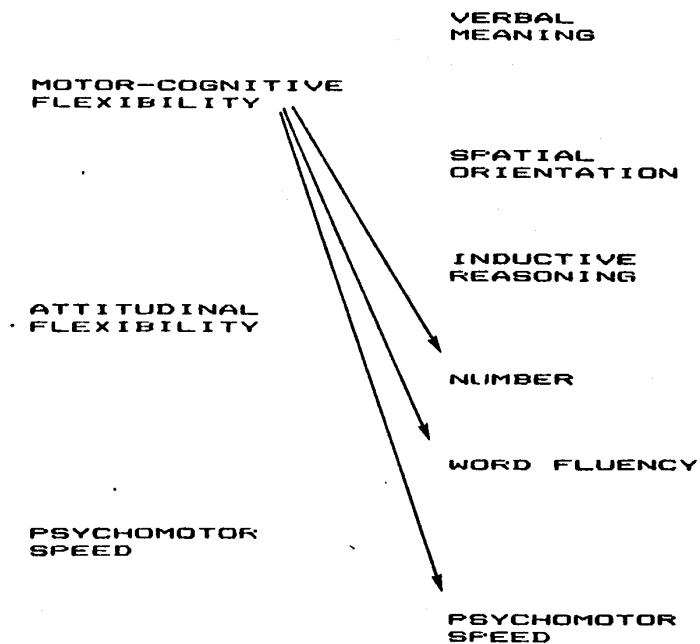 VERBAL
MEANING
MOTOR-COGNITIVE
FLEXIBILITY
SPATIAL
ORIENTATION
INDUCTIVE
REASONING
ATTITUDINAL
FLEXIBILITY
NUMBER
WORD FLUENCY
PSYCHOMOTOR
SPEED
PSYCHOMOTOR
SPEED